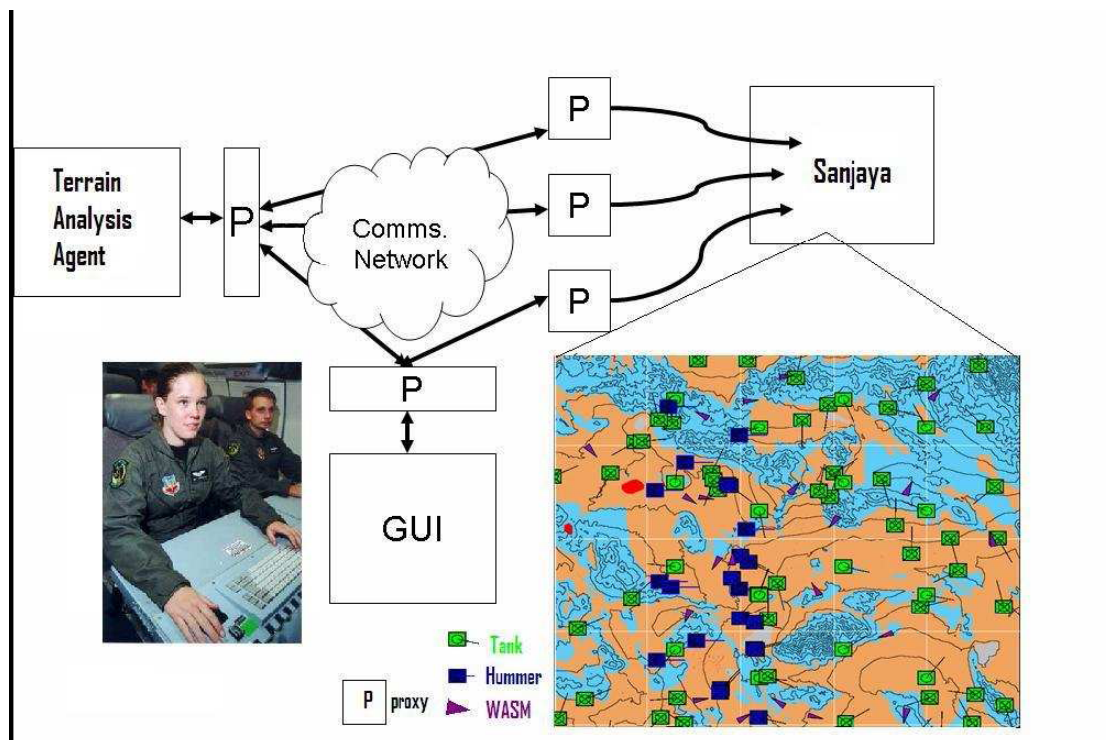 P
Terrain
Analysis
Agent
P
Comms.
Network
P
Sanjaya
P
P
GUI
Tank
Hummer
WASM
P proxy